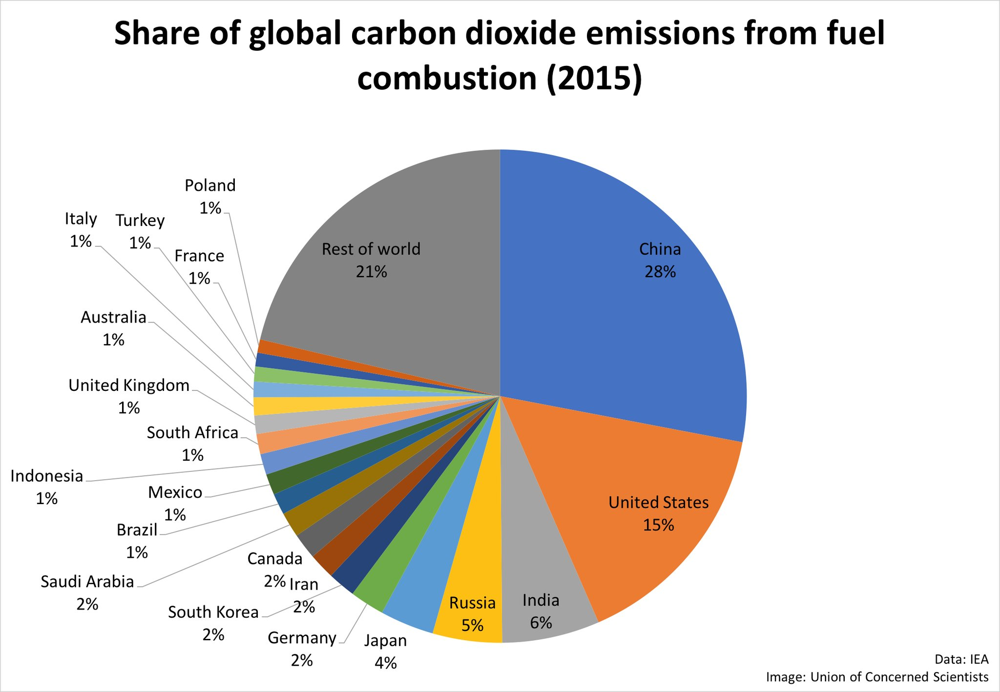 Share of global carbon dioxide emissions from fuel
combustion (2015)
Poland
1%
Italy
1%
Turkey
1%
France
1%
Rest of world
21%
China
28%
Australia
1%
United Kingdom
1%
South Africa
1%
Indonesia
1%
Mexico
1%
Brazil
1%
Saudi Arabia
2%
Canada
2%
Iran
2%
South Korea
2%
Germany
2%
Japan
4%
Russia
5%
India
6%
United States
15%
Data: IEA
Image: Union of Concerned Scientists